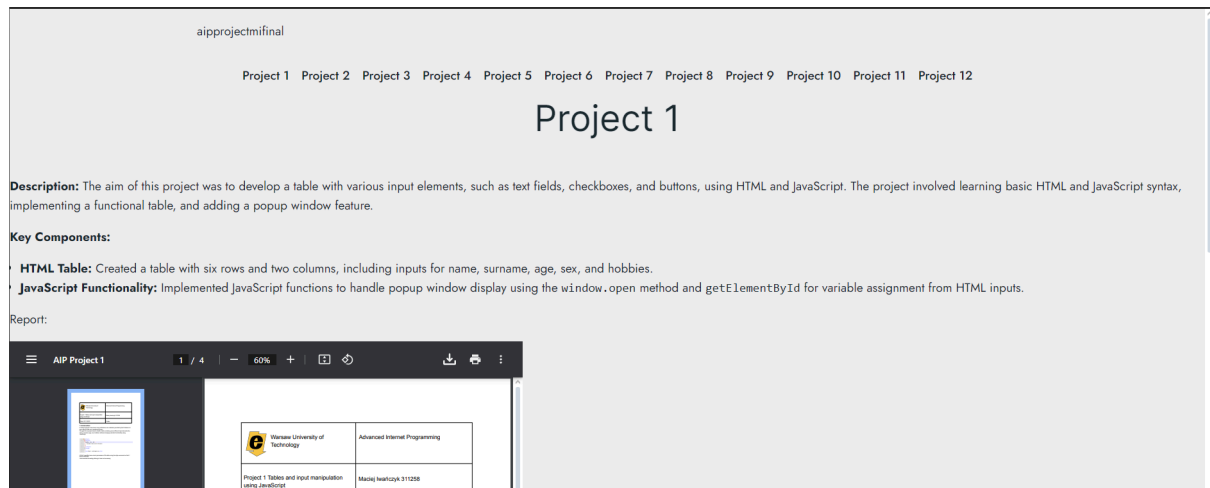 aipprojectmifinal
Project 1 Project 2 Project 3 Project 4 Project 5 Project 6 Project 7 Project 8 Project 9 Project 10 Project 11 Project 12
Project 1
Description: The aim of this project was to develop a table with various input elements, such as text fields, checkboxes, and buttons, using HTML and JavaScript. The project involved learning basic HTML and JavaScript syntax,
implementing a functional table, and adding a popup window feature.
Key Components:
HTML Table: Created a table with six rows and two columns, including inputs for name, surname, age, sex, and hobbies.
JavaScript Functionality: Implemented JavaScript functions to handle popup window display using the window.open method and getElementById for variable assignment from HTML inputs.
Report:
AIP Project 1 1 / 4 60%
Warsaw University of
Technology
Advanced Internet Programming
Project 1 Tables and input manipulation
using JavaScript
Maciej Iwańczyk 311258